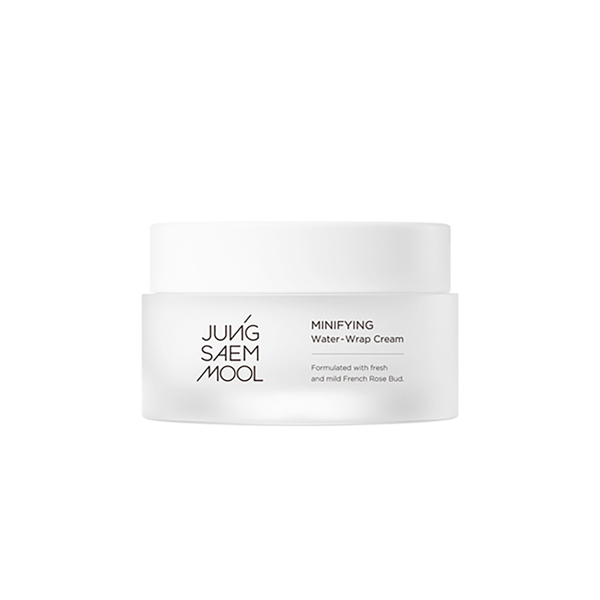 JUNG
SAEM
MOOL
MINIFYING
Water-Wrap Cream
Formulated with fresh
and mild French Rose Bud.